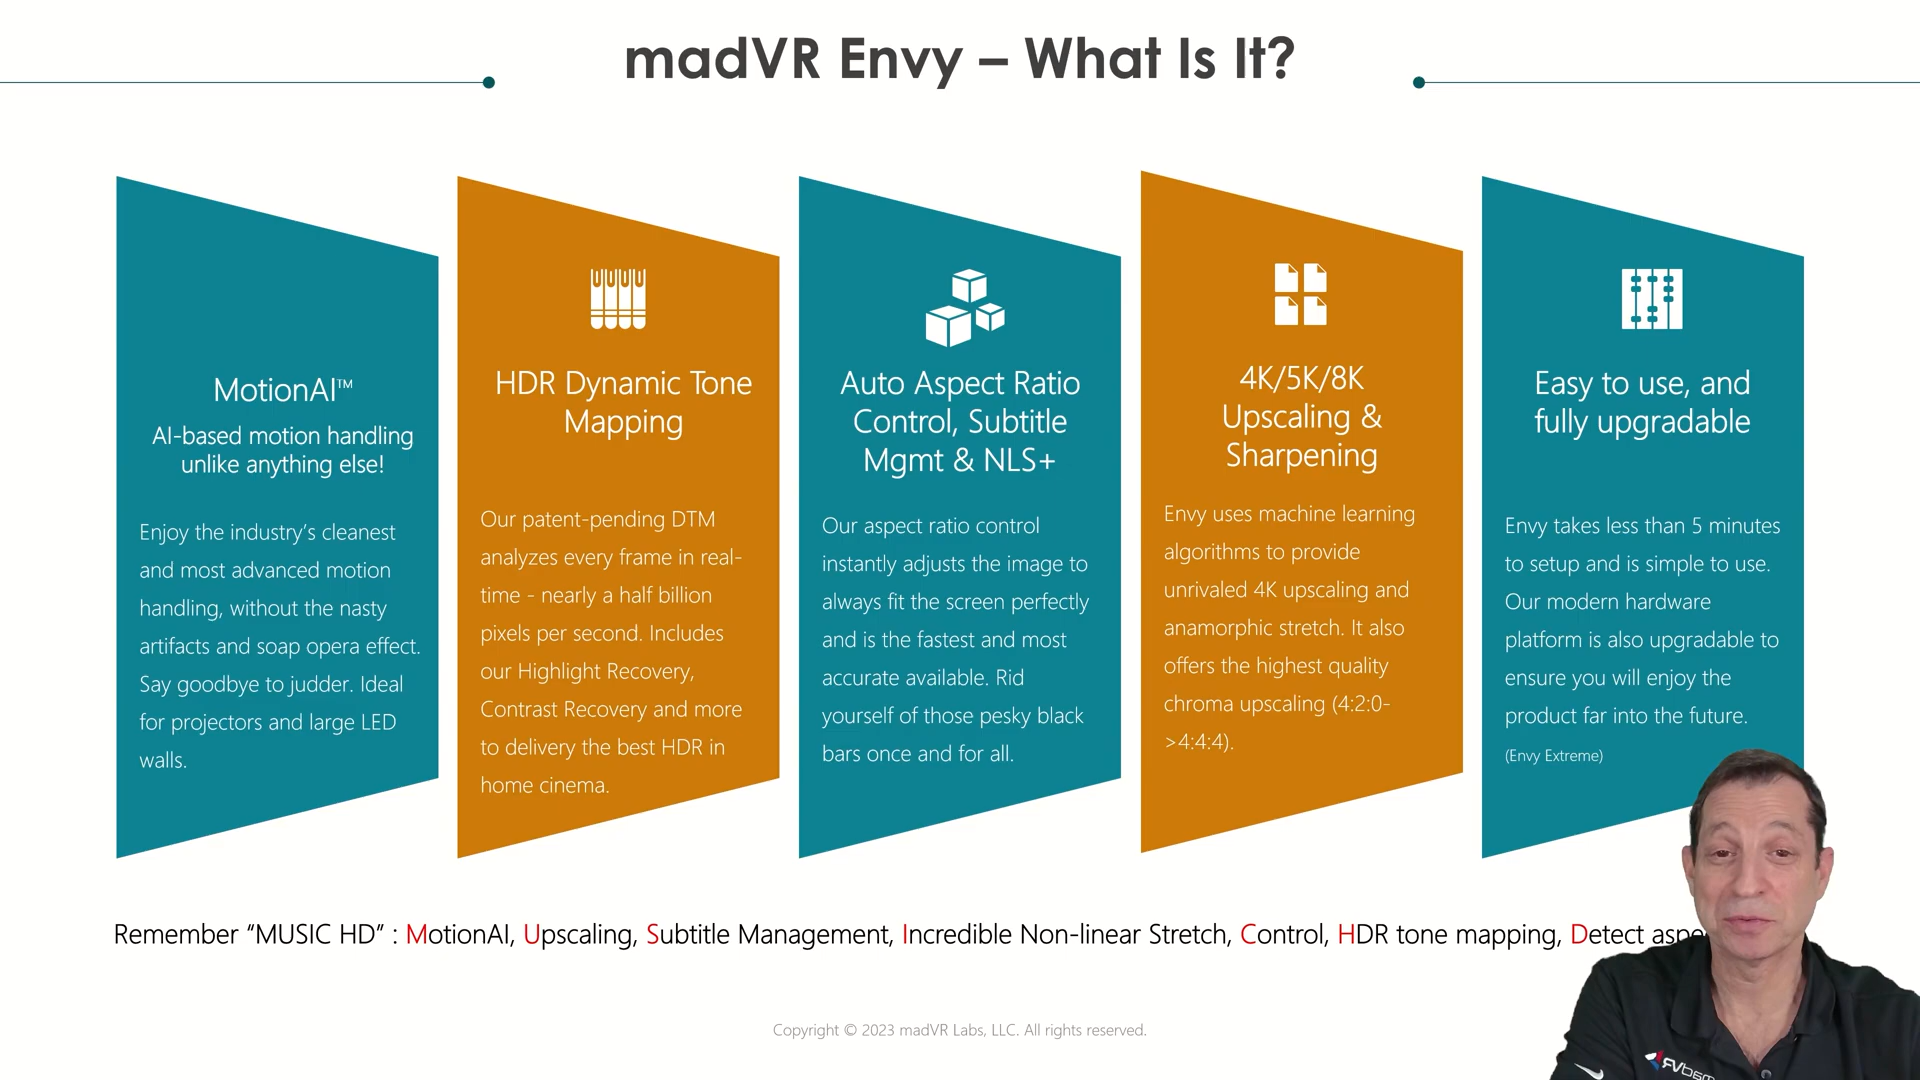 madVR Envy – What Is It?
MotionAI™
AI-based motion handling
unlike anything else!
Enjoy the industry’s cleanest
and most advanced motion
handling, without the nasty
artifacts and soap opera effect.
Say goodbye to judder. Ideal
for projectors and large LED
walls.
HDR Dynamic Tone
Mapping
Our patent-pending DTM
analyzes every frame in real-
time - nearly a half billion
pixels per second. Includes
our Highlight Recovery,
Contrast Recovery and more
to delivery the best HDR in
home cinema.
Auto Aspect Ratio
Control, Subtitle
Mgmt & NLS+
Our aspect ratio control
instantly adjusts the image to
always fit the screen perfectly
and is the fastest and most
accurate available. Rid
yourself of those pesky black
bars once and for all.
4K/5K/8K
Upscaling &
Sharpening
Envy uses machine learning
algorithms to provide
unrivaled 4K upscaling and
anamorphic stretch. It also
offers the highest quality
chroma upscaling (4:2:0-
>4:4:4).
Easy to use, and
fully upgradable
Envy takes less than 5 minutes
to setup and is simple to use.
Our modern hardware
platform is also upgradable to
ensure you will enjoy the
product far into the future.
(Envy Extreme)
Remember “MUSIC HD” : MotionAI, Upscaling, Subtitle Management, Incredible Non-linear Stretch, Control, HDR tone mapping, Detect
Copyright © 2023 madVR Labs, LLC. All rights reserved.